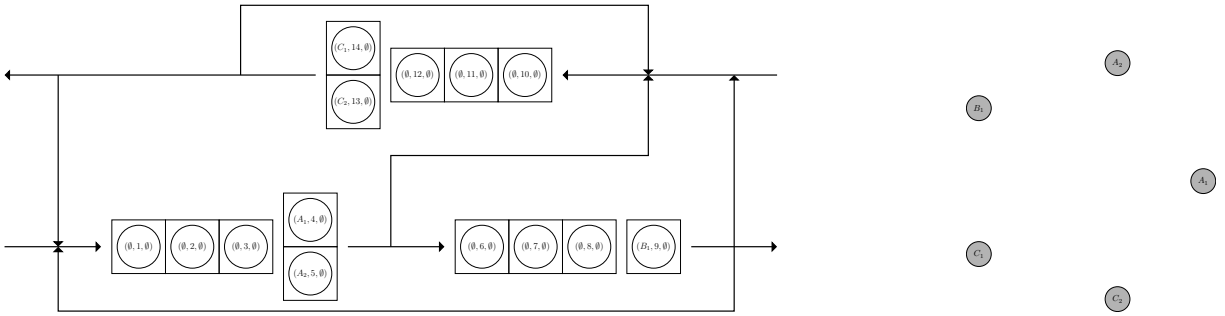 (C₁, 14, ∅)
(∅, 12, ∅) (∅, 11, ∅) (∅, 10, ∅)
(C₂, 13, ∅)
(A₁, 4, ∅)
(∅, 1, ∅) (∅, 2, ∅) (∅, 3, ∅)
(A₂, 5, ∅)
(∅, 6, ∅) (∅, 7, ∅) (∅, 8, ∅) (B₁, 9, ∅)
A₂
B₁
A₁
C₁
C₂